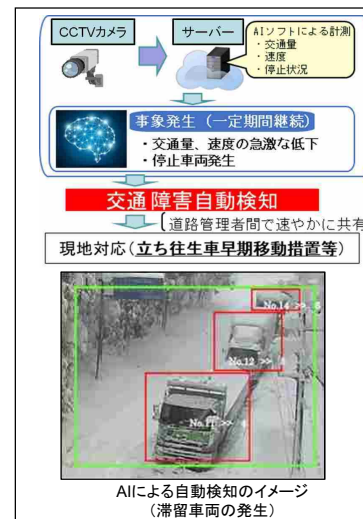 CCTVカメラ
サーバー
AIソフトによる計測
・交通量
・速度
・停止状況
事象発生（一定期間継続）
・交通量、速度の急激な低下
・停止車両発生
交通障害自動検知
道路管理者間で速やかに共有
現地対応（立ち往生車早期移動措置等）
No.14 >> 6
No.12 >>
No.11 >>
AIによる自動検知のイメージ
（滞留車両の発生）